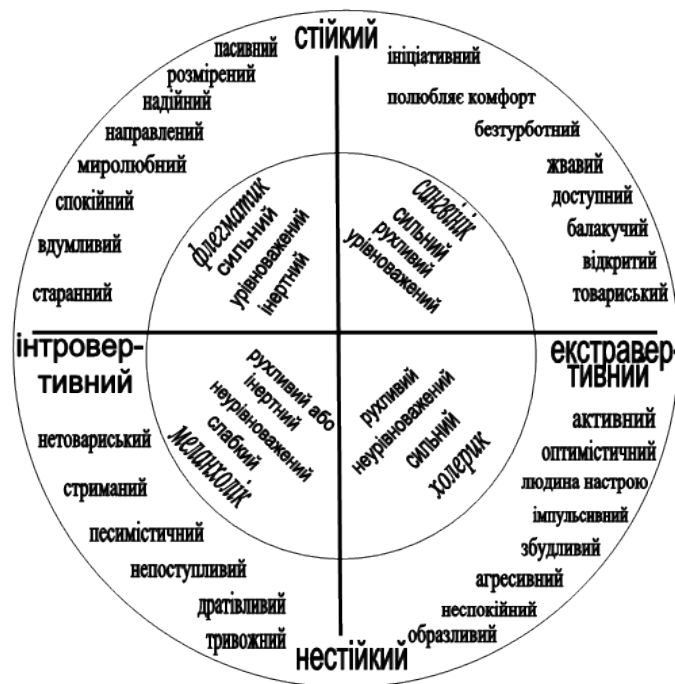 стійкий
пасивний
розмірений
надійний
направлений
миролюбний
спокійний
вдумливий
старанний
ініціативний
полюбляє комфорт
безтурботний
жвавий
доступний
балакучий
відкритий
товариський
флегматик
сильний
урівноважений
інертний
сангвінік
сильний
рухливий
урівноважений
інтровер-
тивний
екстравер-
тивний
рухливий або
інертний
неурівноважений
слабкий
меланхолік
рухливий
неурівноважений
сильний
холерик
нетовариський
стриманий
песимістичний
непоступливий
дратівливий
тривожний
активний
оптимістичний
людина настрою
імпульсивний
збудливий
агресивний
неспокійний
образливий
нестійкий